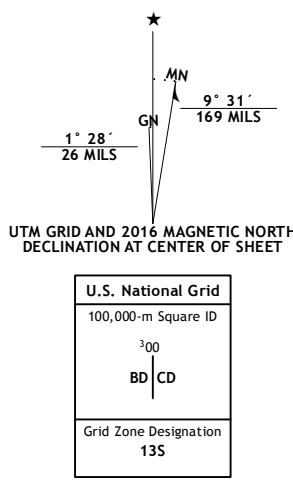 ★
MN
GN
9° 31´
169 MILS
1° 28´
26 MILS
UTM GRID AND 2016 MAGNETIC NORTH
DECLINATION AT CENTER OF SHEET
U.S. National Grid
100,000-m Square ID
³00
BD CD
Grid Zone Designation
13S